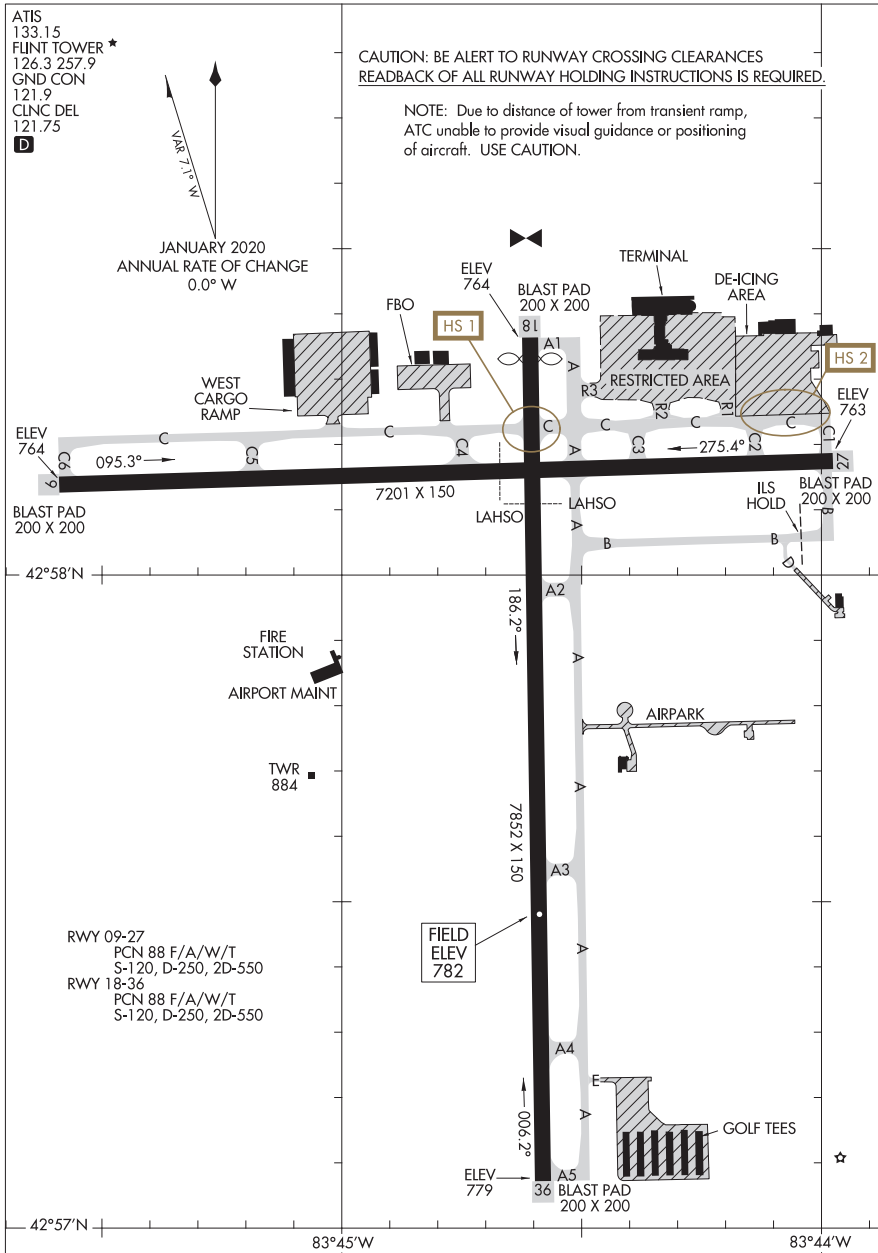 ATIS
133.15
FLINT TOWER
126.3 257.9
GND CON
121.9
CLNC DEL
121.75
D
CAUTION: BE ALERT TO RUNWAY CROSSING CLEARANCES
READBACK OF ALL RUNWAY HOLDING INSTRUCTIONS IS REQUIRED.
NOTE: Due to distance of tower from transient ramp,
ATC unable to provide visual guidance or positioning
of aircraft. USE CAUTION.
VAR 7.1° W
JANUARY 2020
ANNUAL RATE OF CHANGE
0.0° W
ELEV
764
BLAST PAD
200 X 200
TERMINAL
DE-ICING
AREA
FBO
HS 1
18
A1
A
HS 2
RESTRICTED AREA
WEST
CARGO
RAMP
R3
R2
R1
ELEV
763
ELEV
764
C
C
C
C
C
C
C1
C6
C5
C4
A
C3
C2
095.3°
275.4°
9
27
7201 X 150
BLAST PAD
200 X 200
LAHSO
LAHSO
ILS
HOLD
BLAST PAD
200 X 200
A
B
B
B
D
42°58'N
A2
186.2°
FIRE
STATION
A
AIRPORT MAINT
AIRPARK
TWR
884
A
7852 X 150
A3
RWY 09-27
PCN 88 F/A/W/T
S-120, D-250, 2D-550
RWY 18-36
PCN 88 F/A/W/T
S-120, D-250, 2D-550
FIELD
ELEV
782
A
A4
E
006.2°
A
GOLF TEES
ELEV
779
A5
36
BLAST PAD
200 X 200
42°57'N
83°45'W
83°44'W